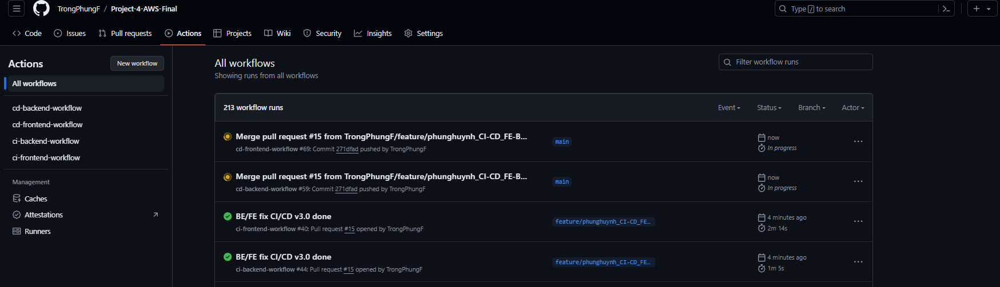 TrongPhungF / Project-4-AWS-Final
Type / to search
Code Issues Pull requests Actions Projects Wiki Security Insights Settings
Actions
New workflow
All workflows
cd-backend-workflow
cd-frontend-workflow
ci-backend-workflow
ci-frontend-workflow
Management
Caches
Attestations
Runners
All workflows
Showing runs from all workflows
Filter workflow runs
213 workflow runs
Event Status Branch Actor
Merge pull request #15 from TrongPhungF/feature/phunghuynh_CI-CD_FE-B...
cd-frontend-workflow #69: Commit 271dfad pushed by TrongPhungF
main
now
In progress
Merge pull request #15 from TrongPhungF/feature/phunghuynh_CI-CD_FE-B...
cd-backend-workflow #59: Commit 271dfad pushed by TrongPhungF
main
now
In progress
BE/FE fix CI/CD v3.0 done
ci-frontend-workflow #40: Pull request #15 opened by TrongPhungF
feature/phunghuynh_CI-CD_FE…
4 minutes ago
2m 14s
BE/FE fix CI/CD v3.0 done
ci-backend-workflow #44: Pull request #15 opened by TrongPhungF
feature/phunghuynh_CI-CD_FE…
4 minutes ago
1m 5s